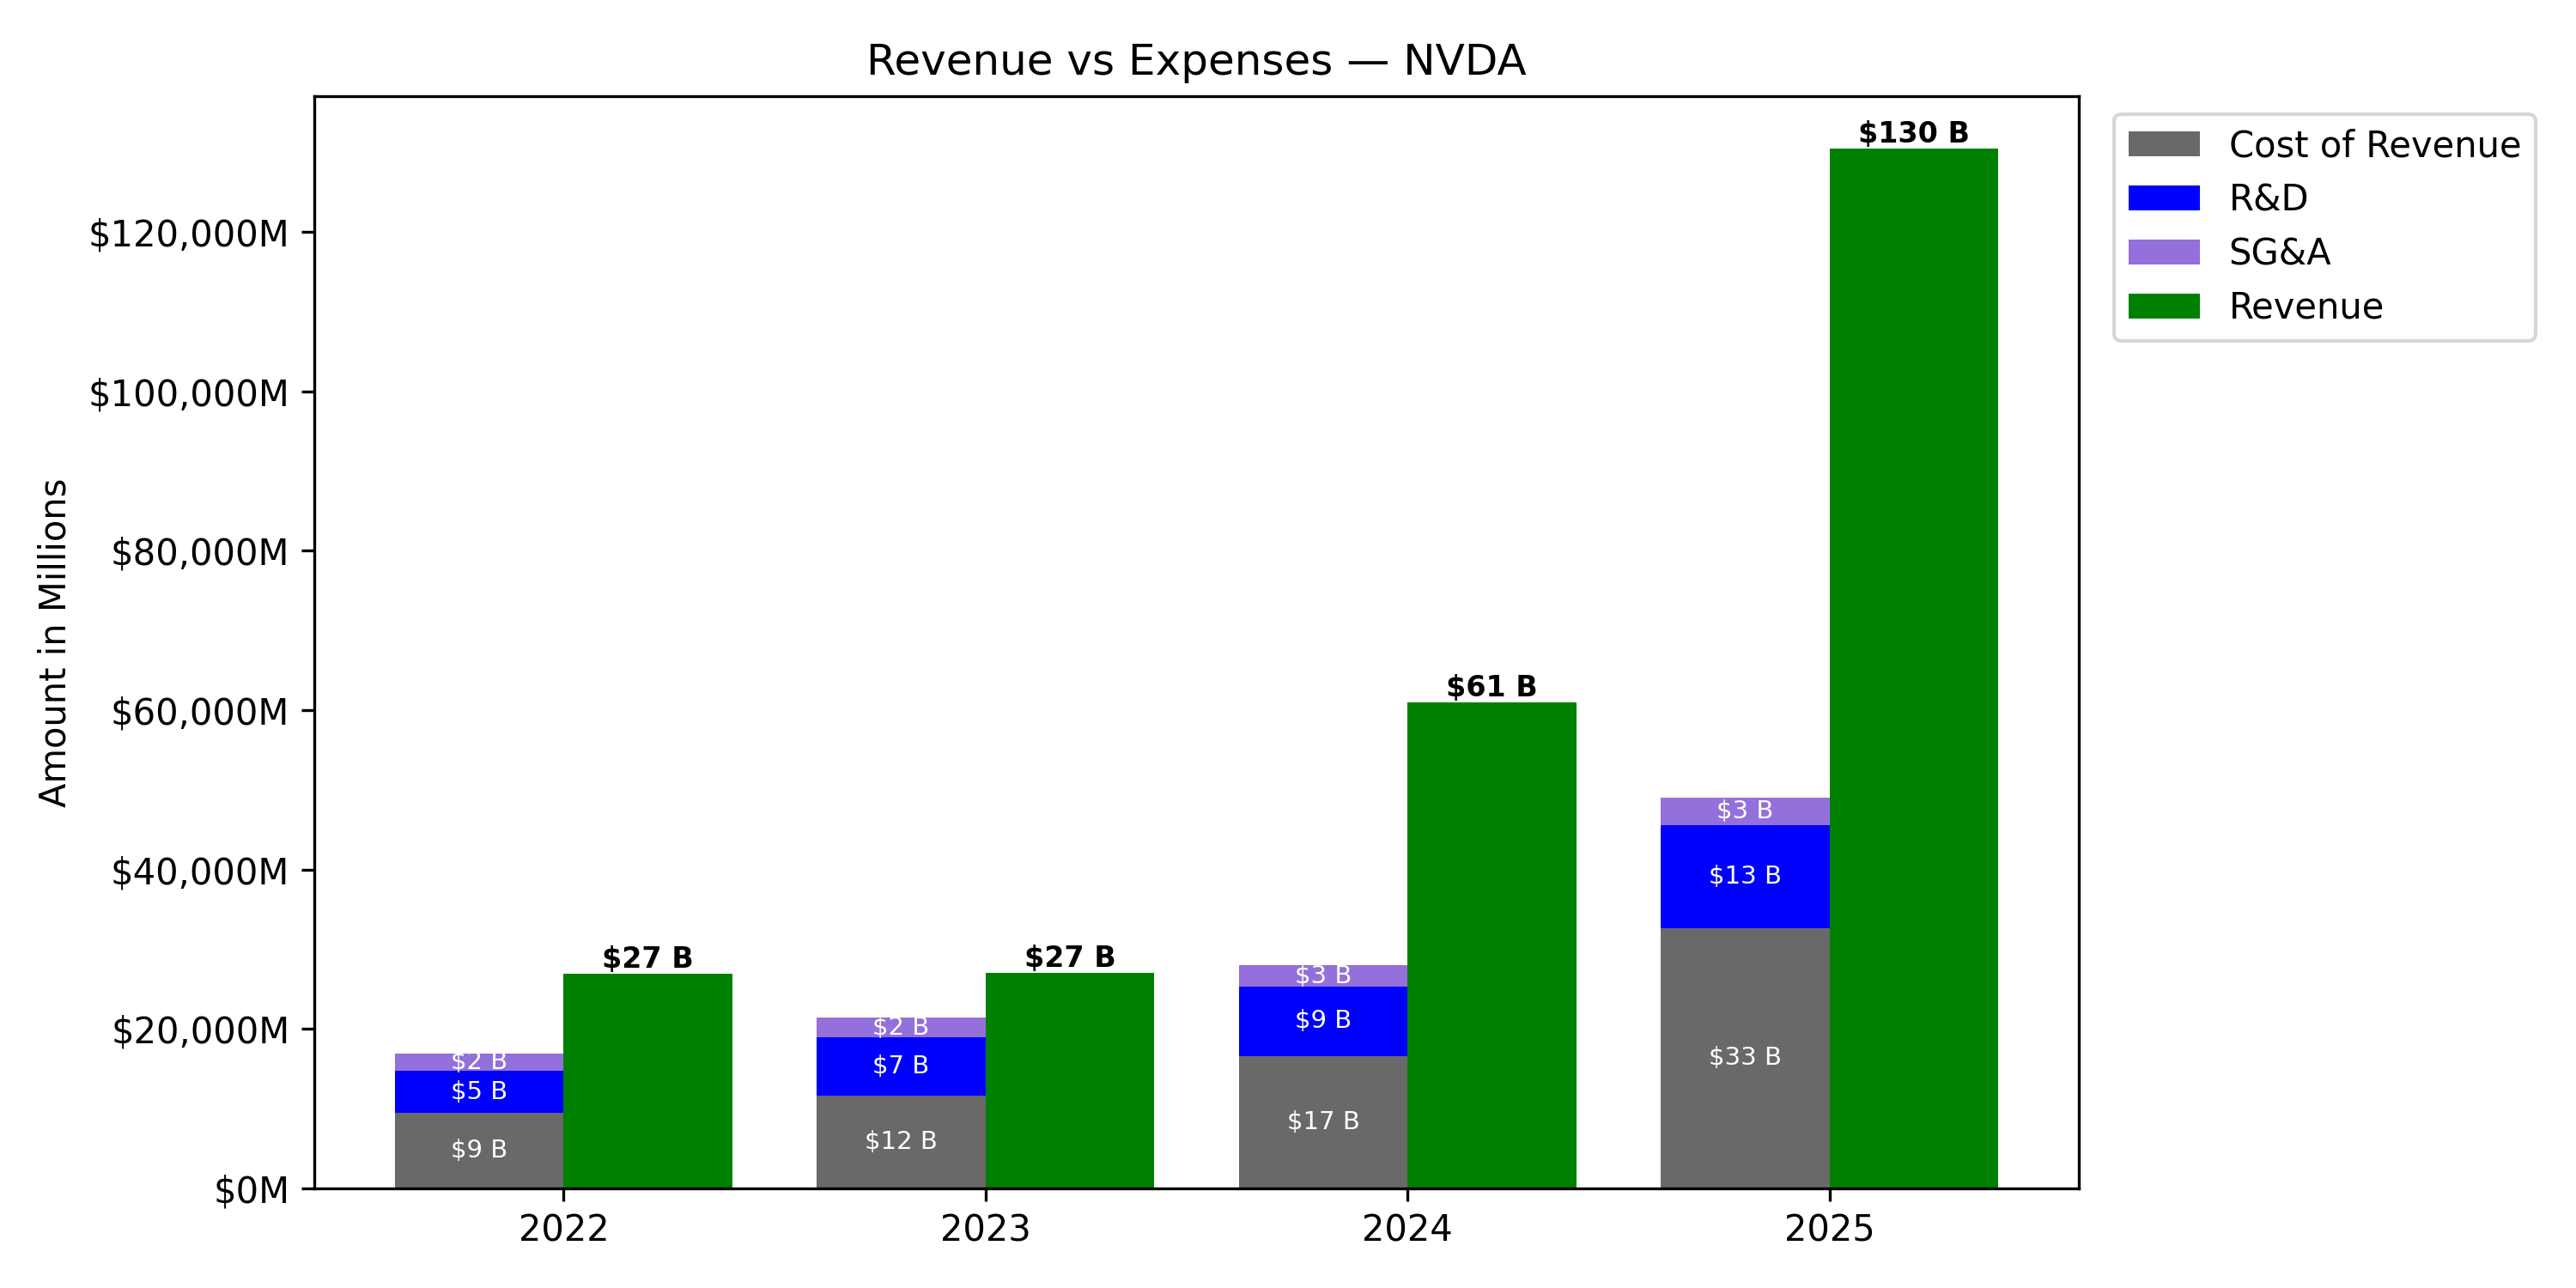 Revenue vs Expenses — NVDA
Amount in Millions
$120,000M
$100,000M
$80,000M
$60,000M
$40,000M
$20,000M
$0M
$2 B
$5 B
$9 B
$27 B
$2 B
$7 B
$12 B
$27 B
$3 B
$9 B
$17 B
$61 B
$3 B
$13 B
$33 B
$130 B
2022
2023
2024
2025
Cost of Revenue
R&D
SG&A
Revenue